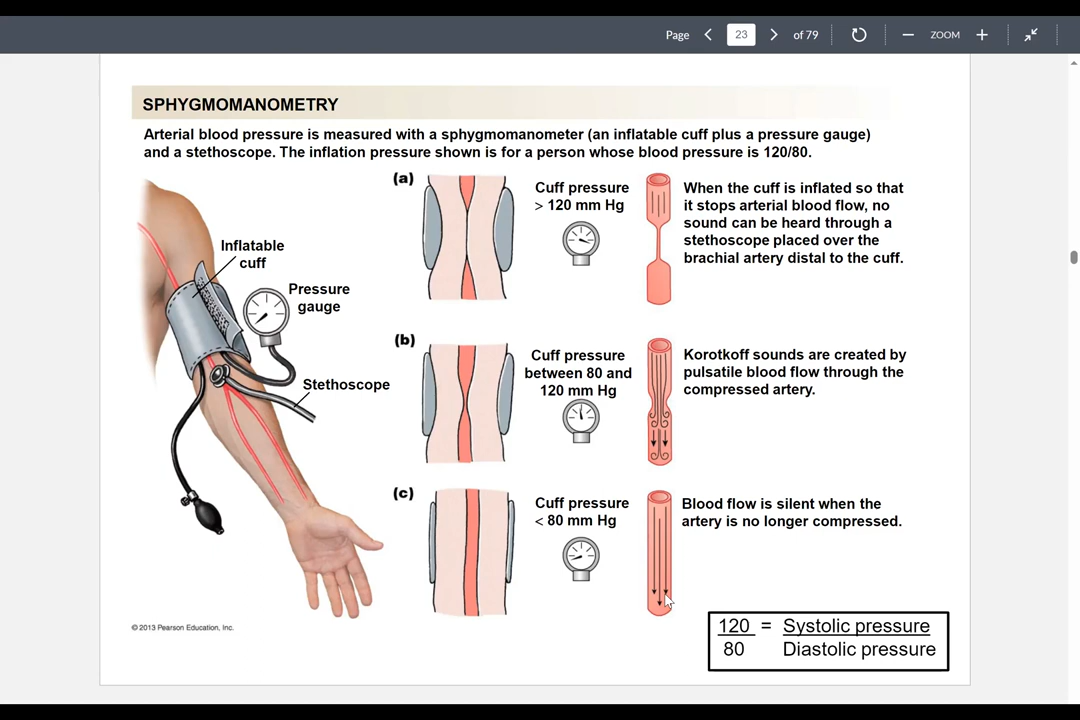 Page 23 of 79 ZOOM
SPHYGMOMANOMETRY
Arterial blood pressure is measured with a sphygmomanometer (an inflatable cuff plus a pressure gauge)
and a stethoscope. The inflation pressure shown is for a person whose blood pressure is 120/80.
Inflatable
cuff
Pressure
gauge
Stethoscope
(a)
Cuff pressure
> 120 mm Hg
When the cuff is inflated so that
it stops arterial blood flow, no
sound can be heard through a
stethoscope placed over the
brachial artery distal to the cuff.
(b)
Cuff pressure
between 80 and
120 mm Hg
Korotkoff sounds are created by
pulsatile blood flow through the
compressed artery.
(c)
Cuff pressure
< 80 mm Hg
Blood flow is silent when the
artery is no longer compressed.
© 2013 Pearson Education, Inc.
120 = Systolic pressure
80 Diastolic pressure